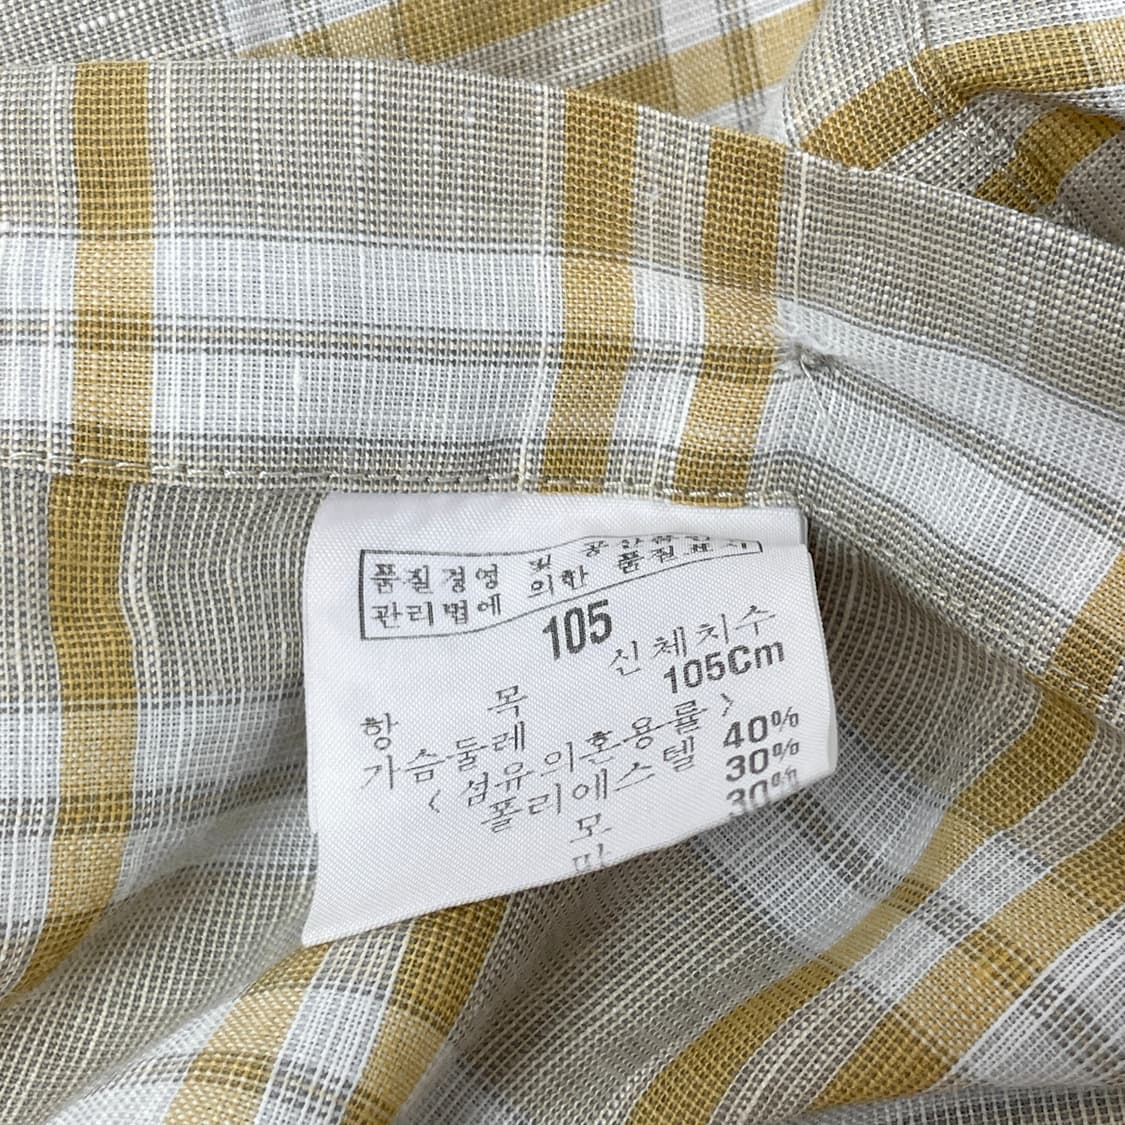 품질경영 및 공산품안전
관리법에 의한 품질표시
105
신체치수
항 목
105Cm
가슴둘레
< 섬유의혼용률 >
폴리에스텔 40%
모 30%
마 30%